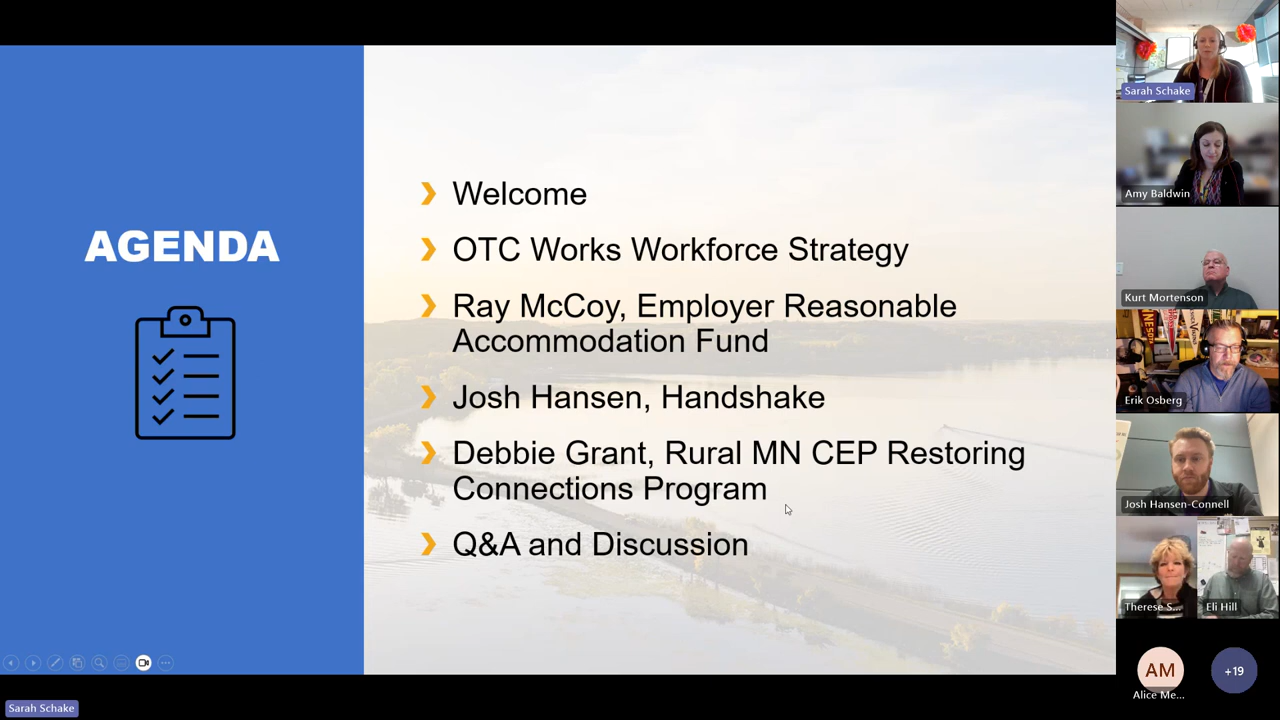 AGENDA
Welcome
OTC Works Workforce Strategy
Ray McCoy, Employer Reasonable
Accommodation Fund
Josh Hansen, Handshake
Debbie Grant, Rural MN CEP Restoring
Connections Program
Q&A and Discussion
Sarah Schake
Sarah Schake
Amy Baldwin
Kurt Mortenson
Erik Osberg
Josh Hansen-Connell
Therese S...
Eli Hill
AM
Alice Me...
+19